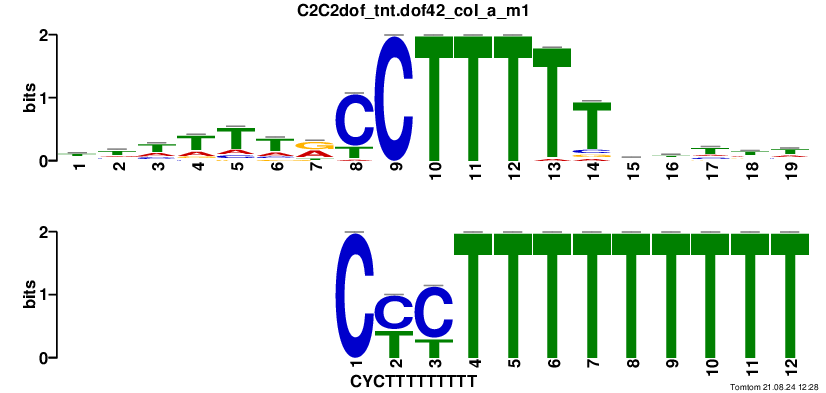 C2C2dof_tnt.dof42_col_a_m1
2
1
0
bits
T T T T T T G A C T C T T T T T C T
1 2 3 4 5 6 7 8 9 10 11 12 13 14 15 16 17 18 19
2
1
0
bits
C C T C T T T T T T T T T T
1 2 3 4 5 6 7 8 9 10 11 12
CYCTTTTTTTTT
Tomtom 21.08.24 12:28